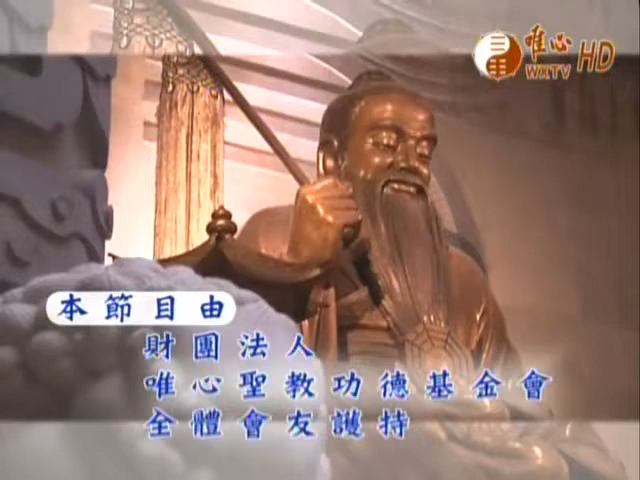 唯心 HD
WXTV
本節目由
財團法人
唯心聖教功德基金會
全體會友護持